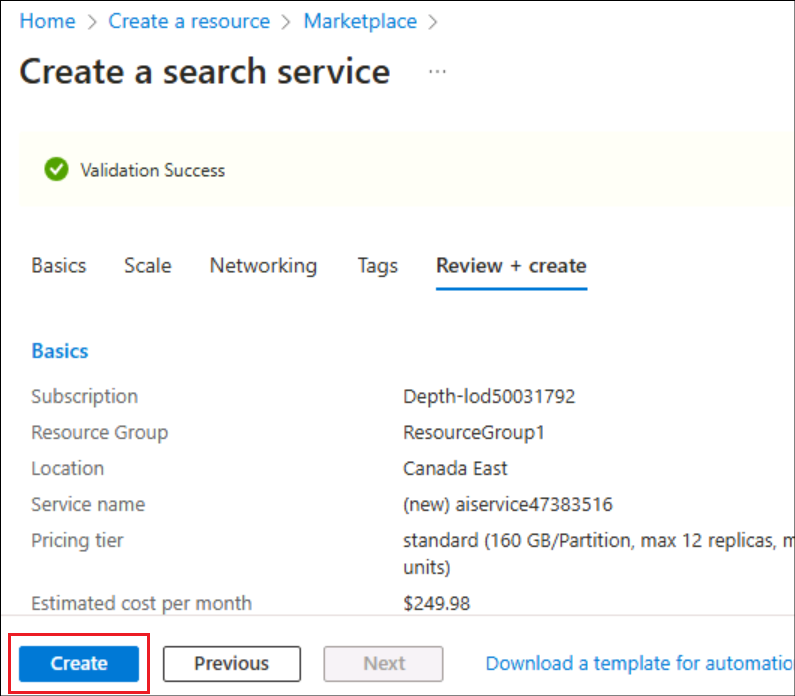 Home > Create a resource > Marketplace >
Create a search service ...
Validation Success
Basics Scale Networking Tags Review + create
Basics
Subscription Depth-lod50031792
Resource Group ResourceGroup1
Location Canada East
Service name (new) aiservice47383516
Pricing tier standard (160 GB/Partition, max 12 replicas, m
units)
Estimated cost per month $249.98
Create Previous Next Download a template for automatio